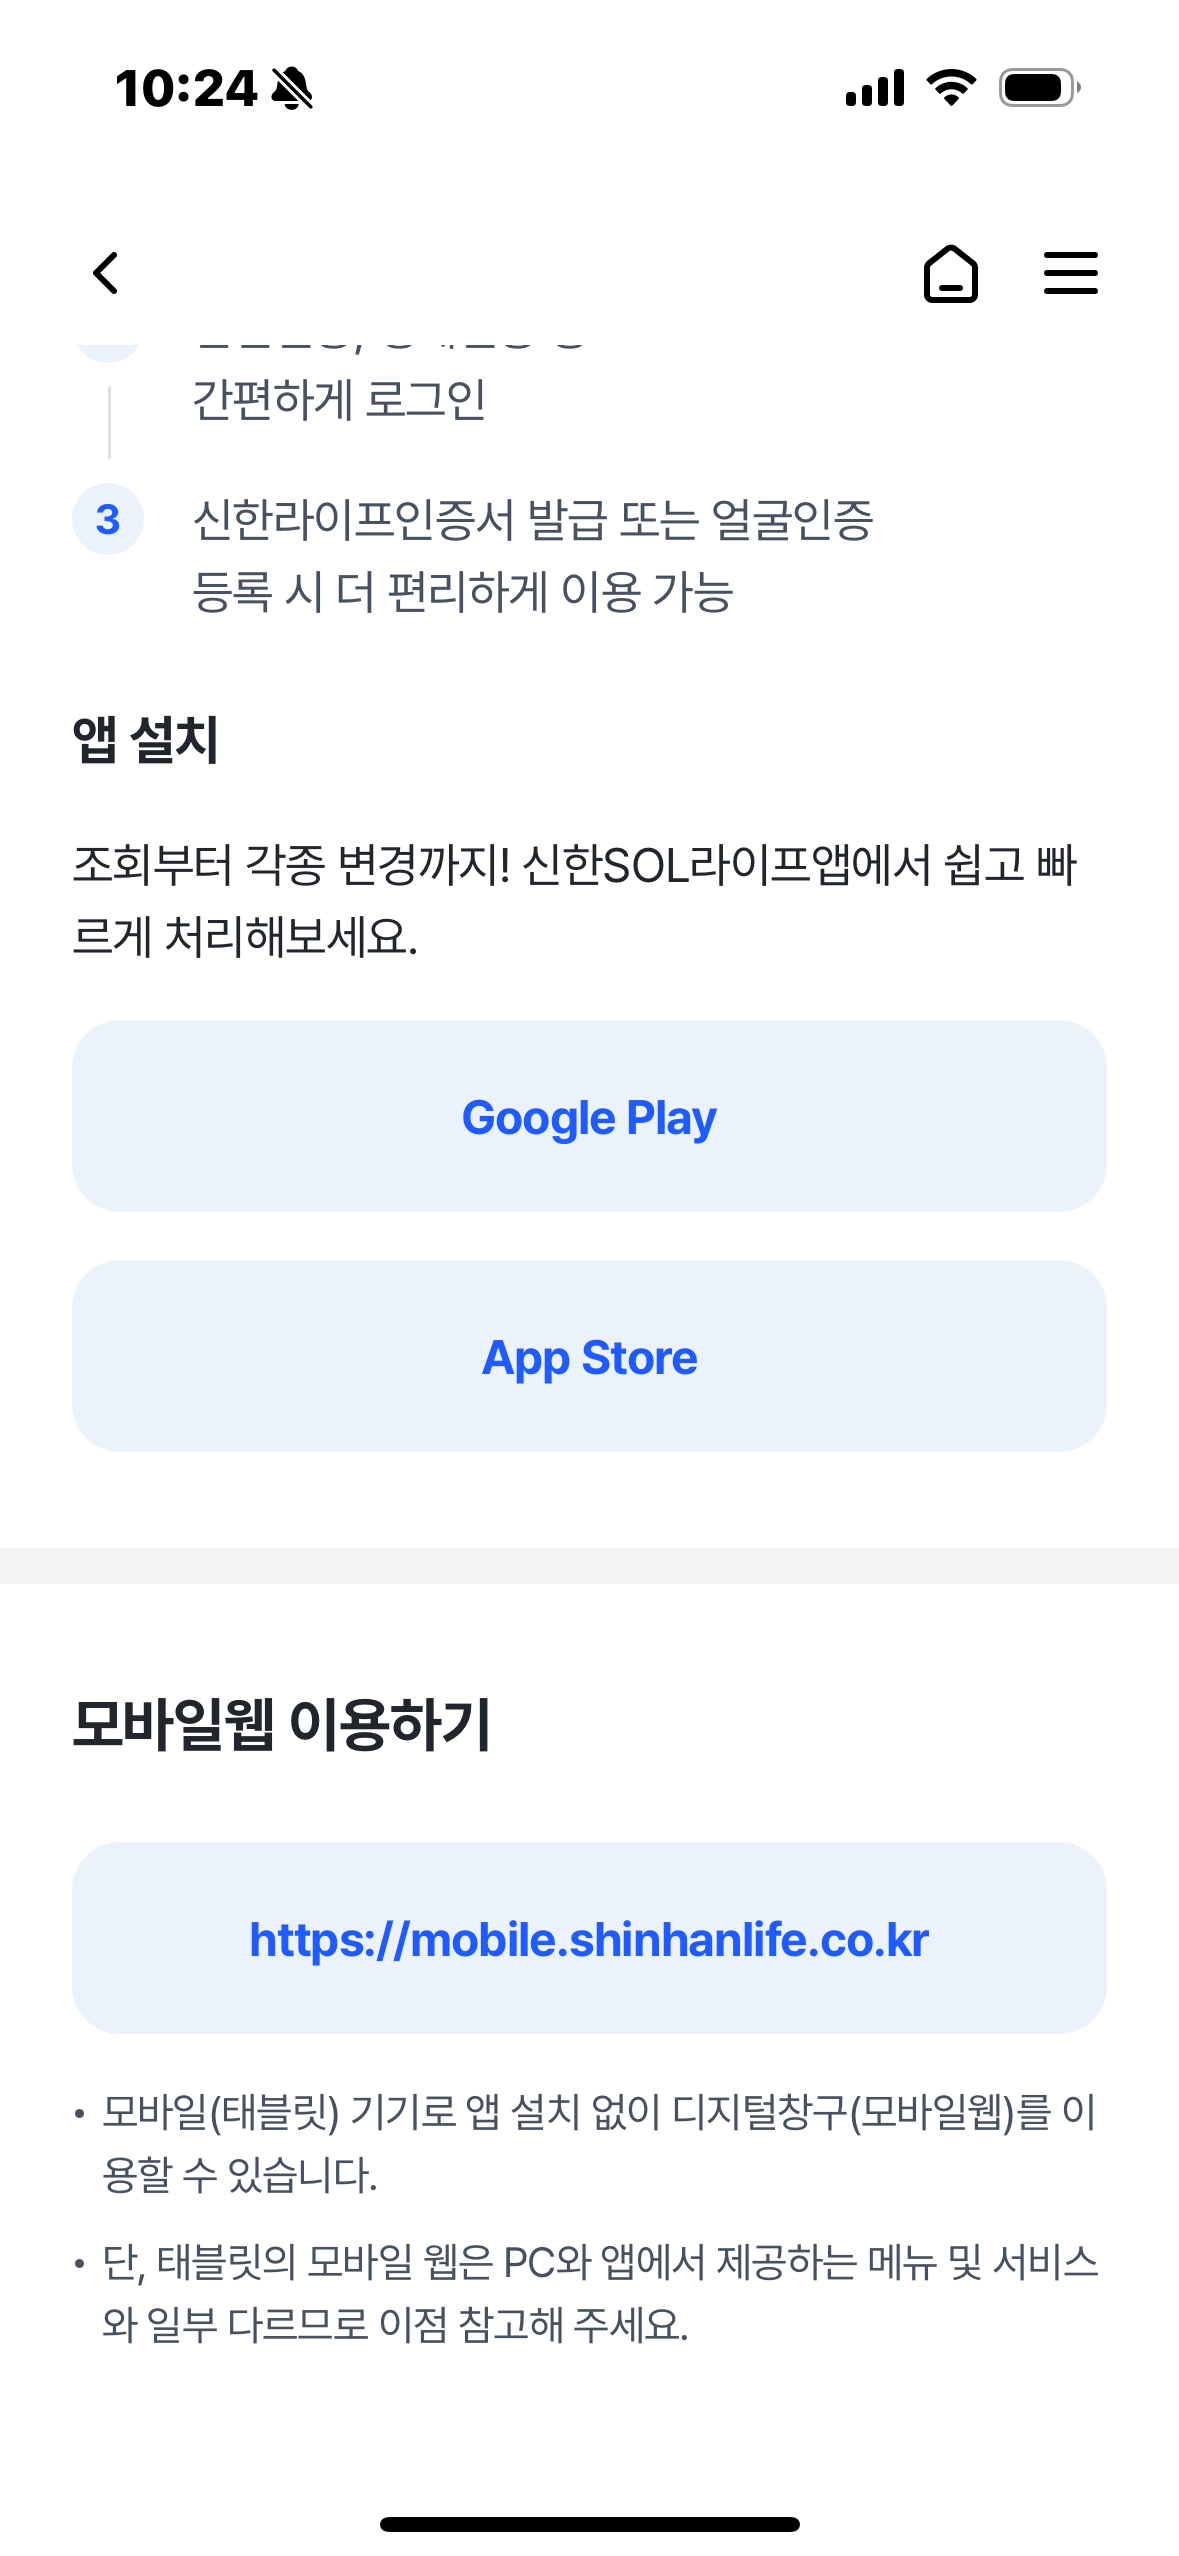 10:24
간편하게 로그인
3
신한라이프인증서 발급 또는 얼굴인증
등록 시 더 편리하게 이용 가능
앱 설치
조회부터 각종 변경까지! 신한SOL라이프앱에서 쉽고 빠
르게 처리해보세요.
Google Play
App Store
모바일웹 이용하기
https://mobile.shinhanlife.co.kr
• 모바일(태블릿) 기기로 앱 설치 없이 디지털창구(모바일웹)를 이
용할 수 있습니다.
• 단, 태블릿의 모바일 웹은 PC와 앱에서 제공하는 메뉴 및 서비스
와 일부 다르므로 이점 참고해 주세요.